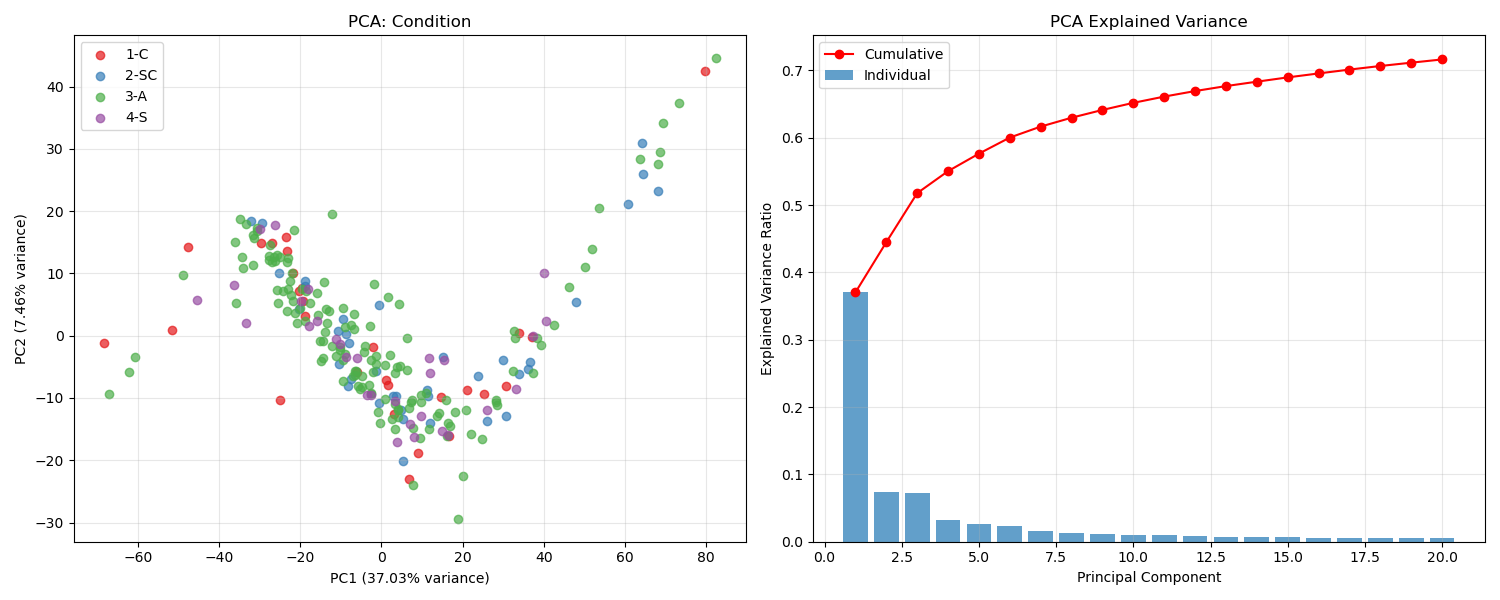 PCA: Condition
1-C
2-SC
3-A
4-S
40
30
20
10
0
−10
−20
−30
PC2 (7.46% variance)
−60
−40
−20
0
20
40
60
80
PC1 (37.03% variance)
PCA Explained Variance
Cumulative
Individual
0.7
0.6
0.5
0.4
0.3
0.2
0.1
0.0
Explained Variance Ratio
0.0
2.5
5.0
7.5
10.0
12.5
15.0
17.5
20.0
Principal Component